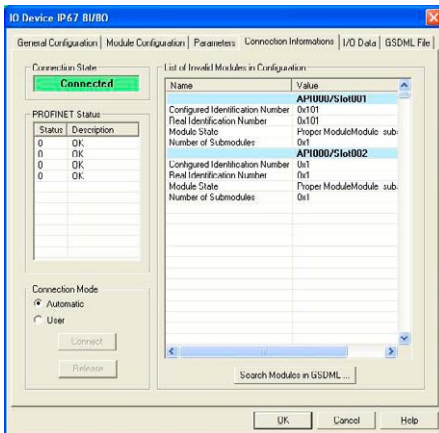 IO Device IP67 8I/8O
General Configuration | Module Configuration | Parameters | Connection Informations | I/O Data | GSDML File
Connection State
Connected
PROFINET Status
Status Description
0 OK
0 OK
0 OK
0 OK
Connection Mode
Automatic
User
Connect
Release
List of Invalid Modules in Configuration
Name Value
API000/Slot001
Configured Identification Number 0x101
Real Identification Number 0x101
Module State Proper ModuleModule sub
Number of Submodules 0x1
API000/Slot002
Configured Identification Number 0x1
Real Identification Number 0x1
Module State Proper ModuleModule sub
Number of Submodules 0x1
Search Modules in GSDML ...
OK Cancel Help